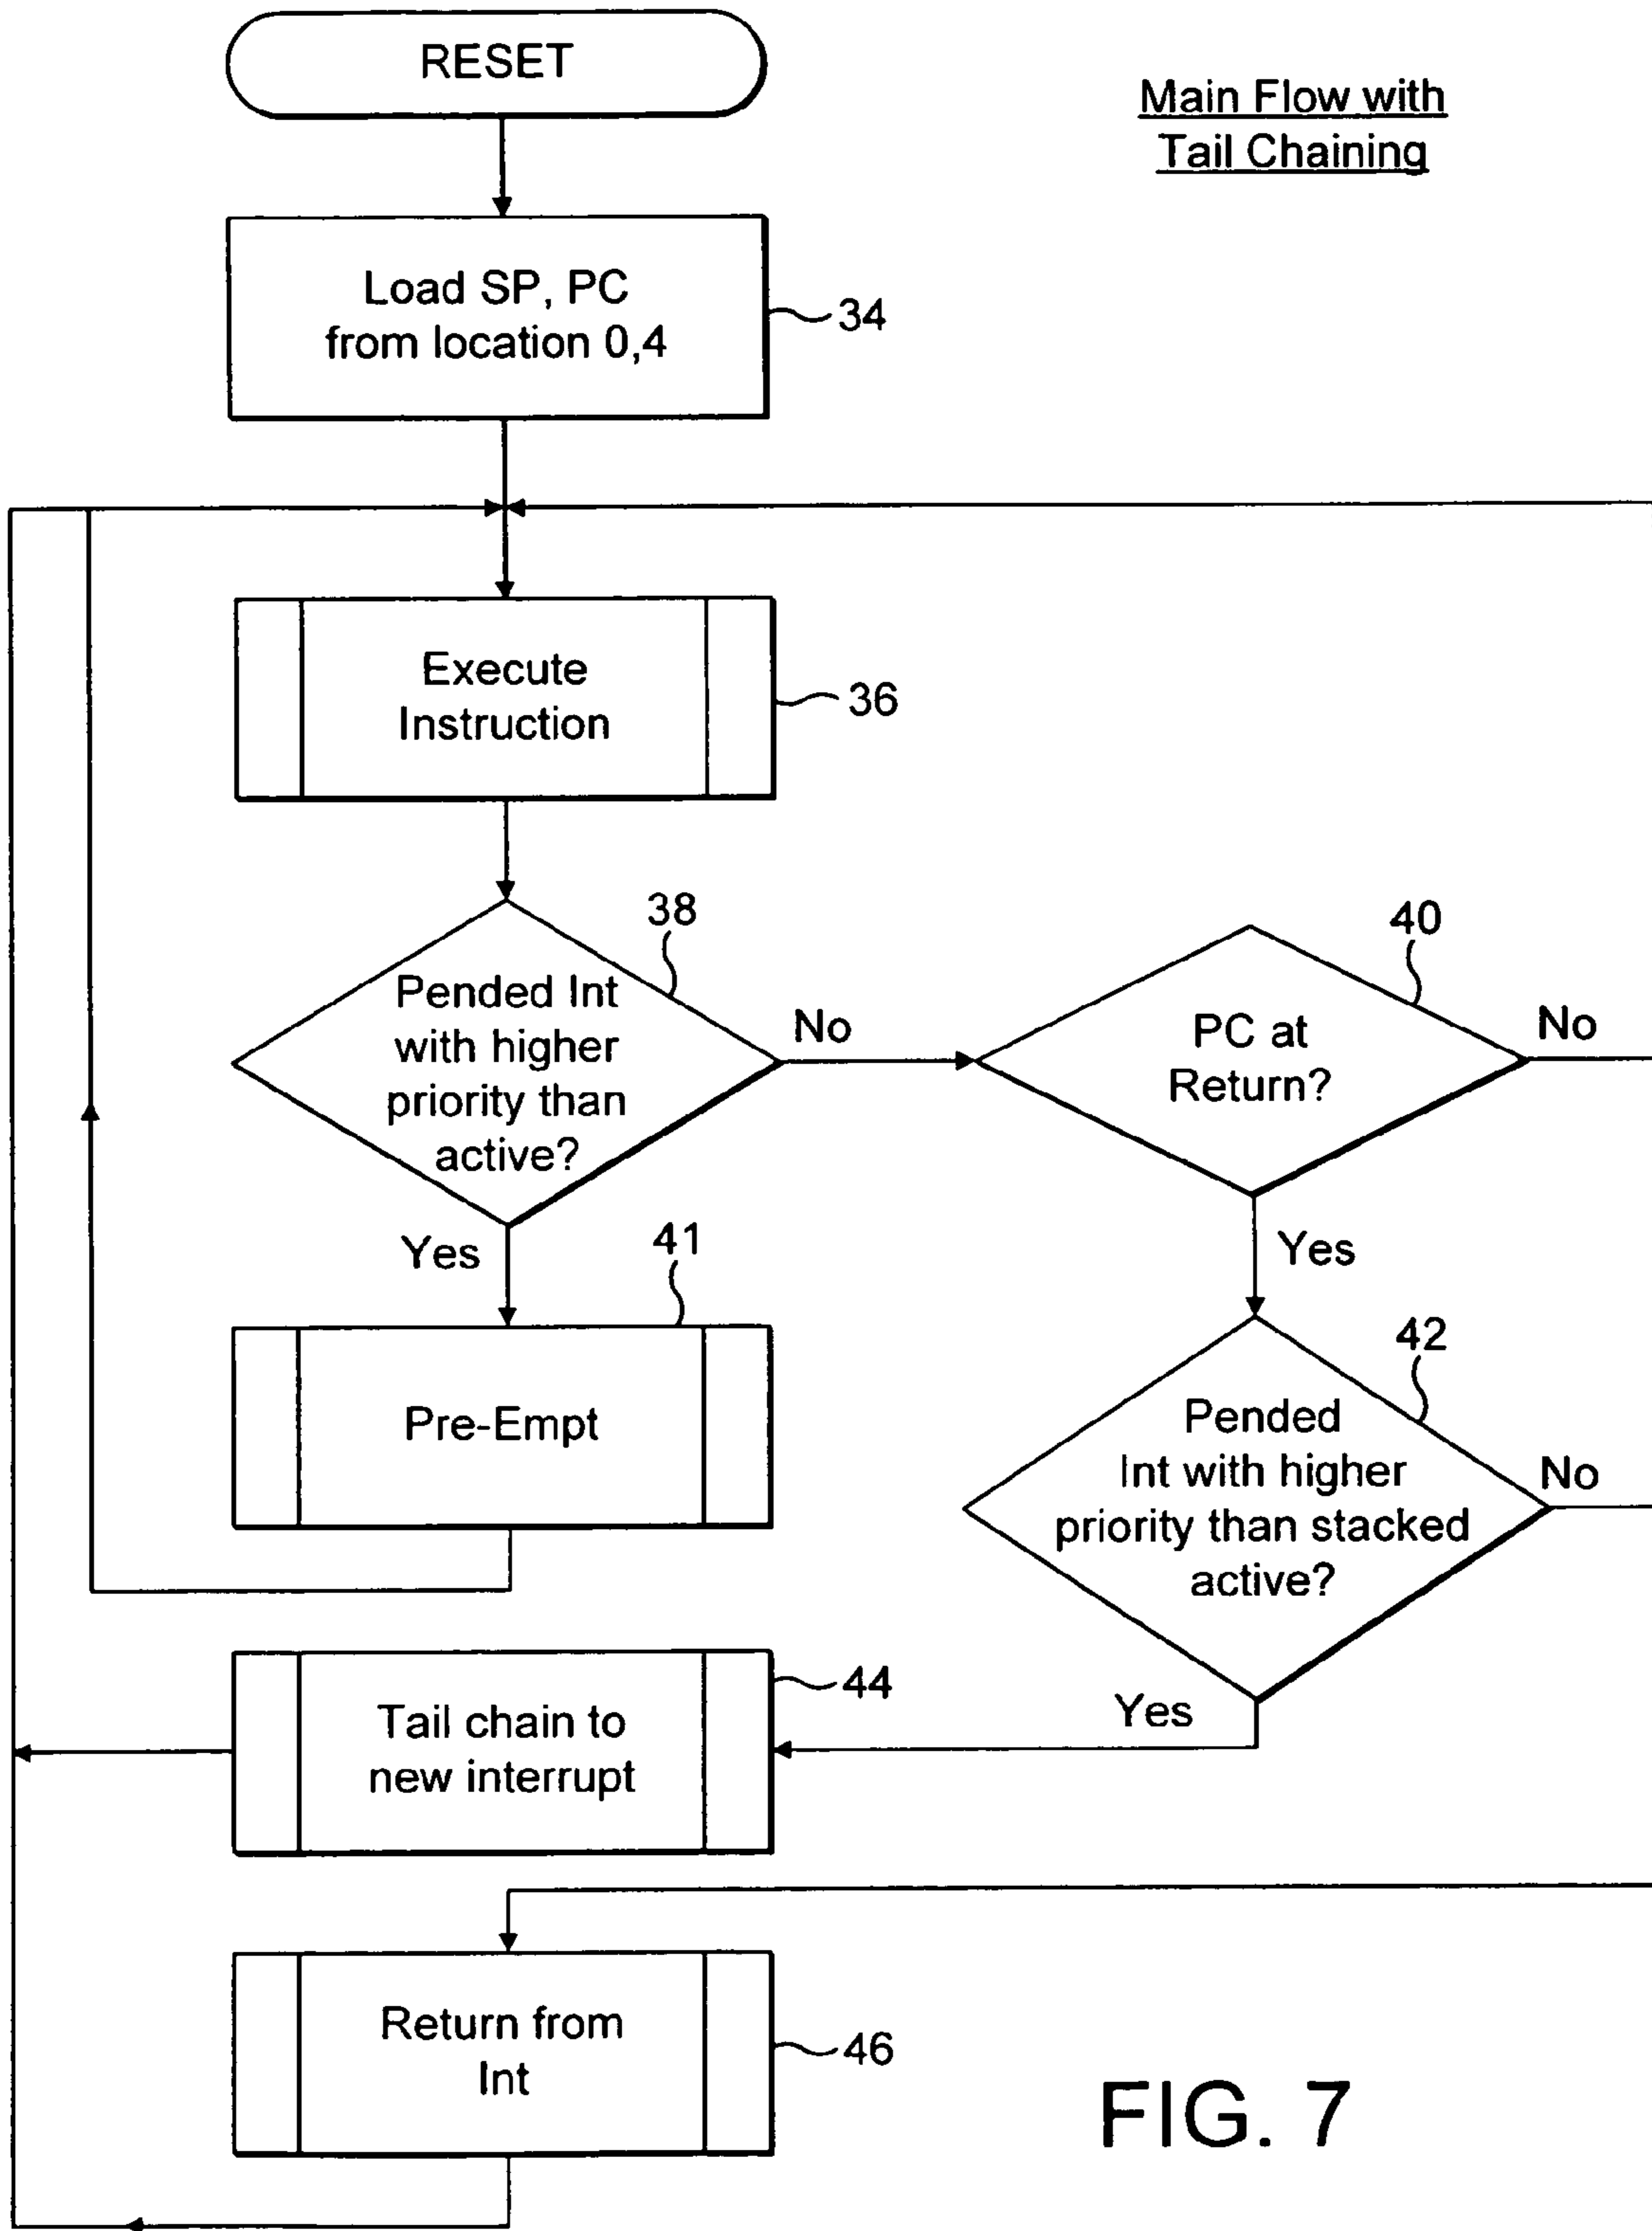 RESET
Main Flow with
Tail Chaining
Load SP, PC
from location 0,4
34
Execute
Instruction
36
38
Pended Int
with higher
priority than
active?
No
40
PC at
Return?
No
Yes
41
Yes
Pre-Empt
42
Pended
Int with higher
priority than stacked
active?
No
Yes
44
Tail chain to
new interrupt
Return from
Int
46
FIG. 7